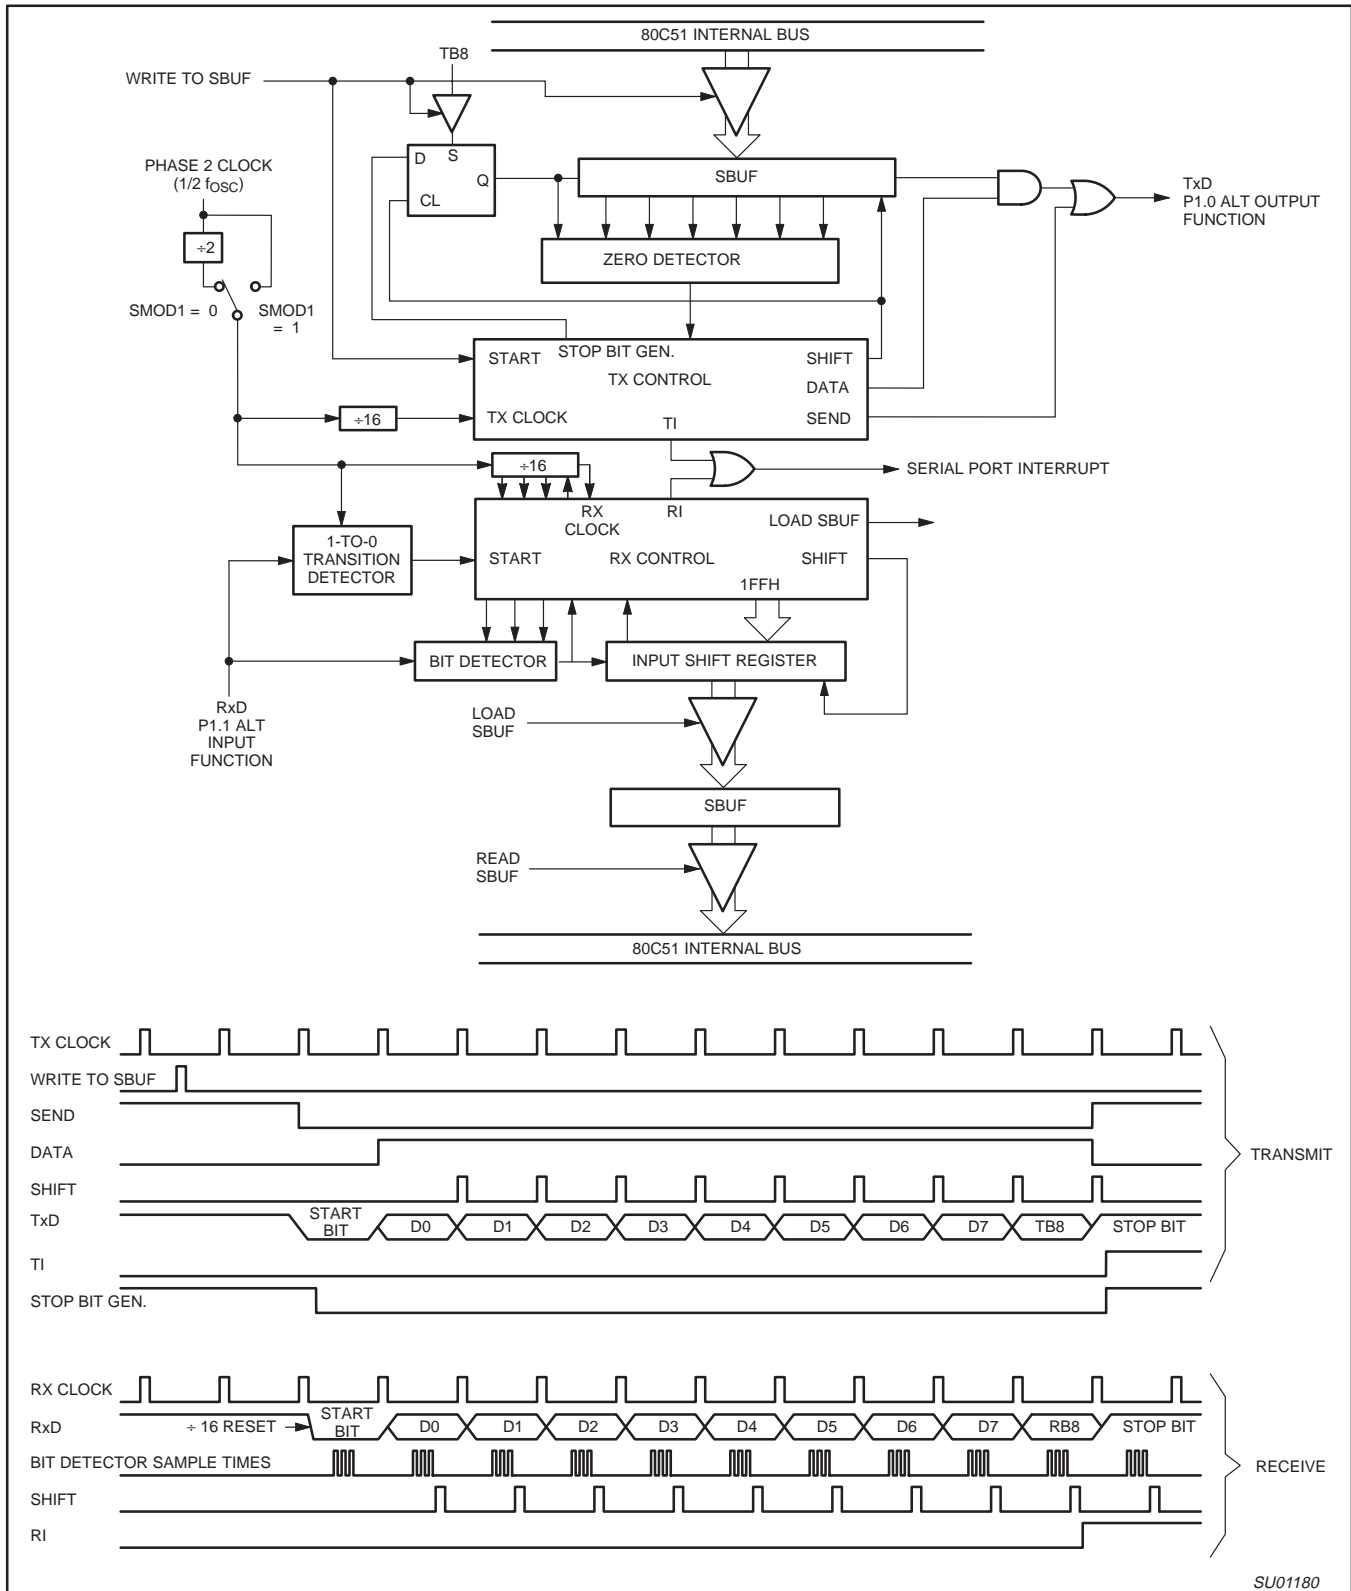 80C51 INTERNAL BUS
TB8
WRITE TO SBUF
PHASE 2 CLOCK
(1/2 fOSC)
D
S
Q
CL
SBUF
TxD
P1.0 ALT OUTPUT
FUNCTION
÷2
ZERO DETECTOR
SMOD1 = 0
SMOD1
= 1
START
STOP BIT GEN.
SHIFT
TX CONTROL
DATA
÷16
TX CLOCK
TI
SEND
÷16
SERIAL PORT INTERRUPT
RX
CLOCK
RI
LOAD SBUF
1-TO-0
TRANSITION
DETECTOR
START
RX CONTROL
SHIFT
1FFH
BIT DETECTOR
INPUT SHIFT REGISTER
RxD
P1.1 ALT
INPUT
FUNCTION
LOAD
SBUF
SBUF
READ
SBUF
80C51 INTERNAL BUS
TX CLOCK
WRITE TO SBUF
SEND
DATA
TRANSMIT
SHIFT
TxD
START
BIT
D0
D1
D2
D3
D4
D5
D6
D7
TB8
STOP BIT
TI
STOP BIT GEN.
RX CLOCK
RxD
÷ 16 RESET
START
BIT
D0
D1
D2
D3
D4
D5
D6
D7
RB8
STOP BIT
BIT DETECTOR SAMPLE TIMES
RECEIVE
SHIFT
RI
SU01180